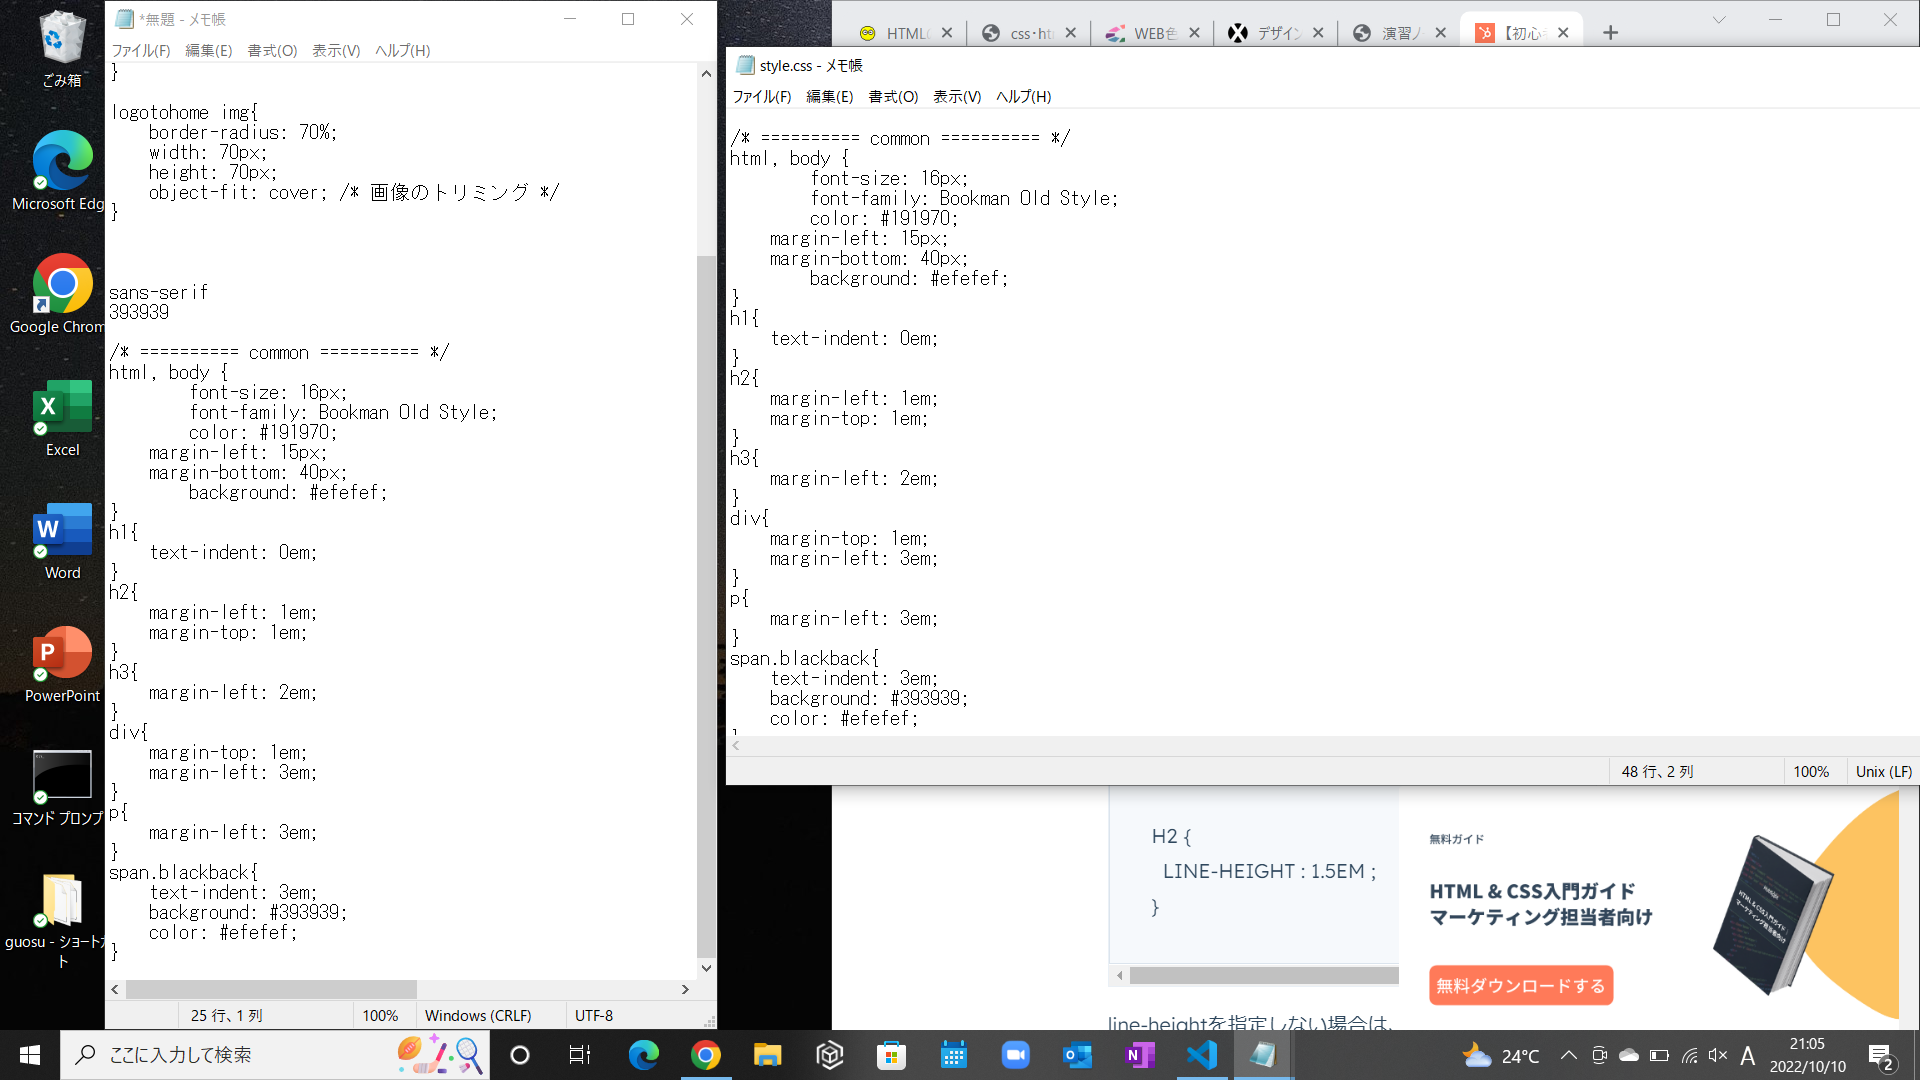 ごみ箱
Microsoft Edg
Google Chrom
Excel
Word
PowerPoint
コマンド プロンプ
guosu - ショートカ
ト
*無題 - メモ帳
ファイル(F) 編集(E) 書式(O) 表示(V) ヘルプ(H)
}
logotohome img{
border-radius: 70%;
width: 70px;
height: 70px;
object-fit: cover; /* 画像のトリミング */
}
sans-serif
393939
/* ========== common ========== */
html, body {
font-size: 16px;
font-family: Bookman Old Style;
color: #191970;
margin-left: 15px;
margin-bottom: 40px;
background: #efefef;
}
h1{
text-indent: 0em;
}
h2{
margin-left: 1em;
margin-top: 1em;
}
h3{
margin-left: 2em;
}
div{
margin-top: 1em;
margin-left: 3em;
}
p{
margin-left: 3em;
}
span.blackback{
text-indent: 3em;
background: #393939;
color: #efefef;
}
25 行、1 列 100% Windows (CRLF) UTF-8
HTML css･ht WEB色 デザイン 演習ノ 【初心
style.css - メモ帳
ファイル(F) 編集(E) 書式(O) 表示(V) ヘルプ(H)
/* ========== common ========== */
html, body {
font-size: 16px;
font-family: Bookman Old Style;
color: #191970;
margin-left: 15px;
margin-bottom: 40px;
background: #efefef;
}
h1{
text-indent: 0em;
}
h2{
margin-left: 1em;
margin-top: 1em;
}
h3{
margin-left: 2em;
}
div{
margin-top: 1em;
margin-left: 3em;
}
p{
margin-left: 3em;
}
span.blackback{
text-indent: 3em;
background: #393939;
color: #efefef;
48 行、2 列 100% Unix (LF)
H2 {
LINE-HEIGHT : 1.5EM ;
}
line-heightを指定しない場合は、
無料ガイド
HTML & CSS入門ガイド
マーケティング担当者向け
無料ダウンロードする
ここに入力して検索
24°C
A
21:05
2022/10/10
2